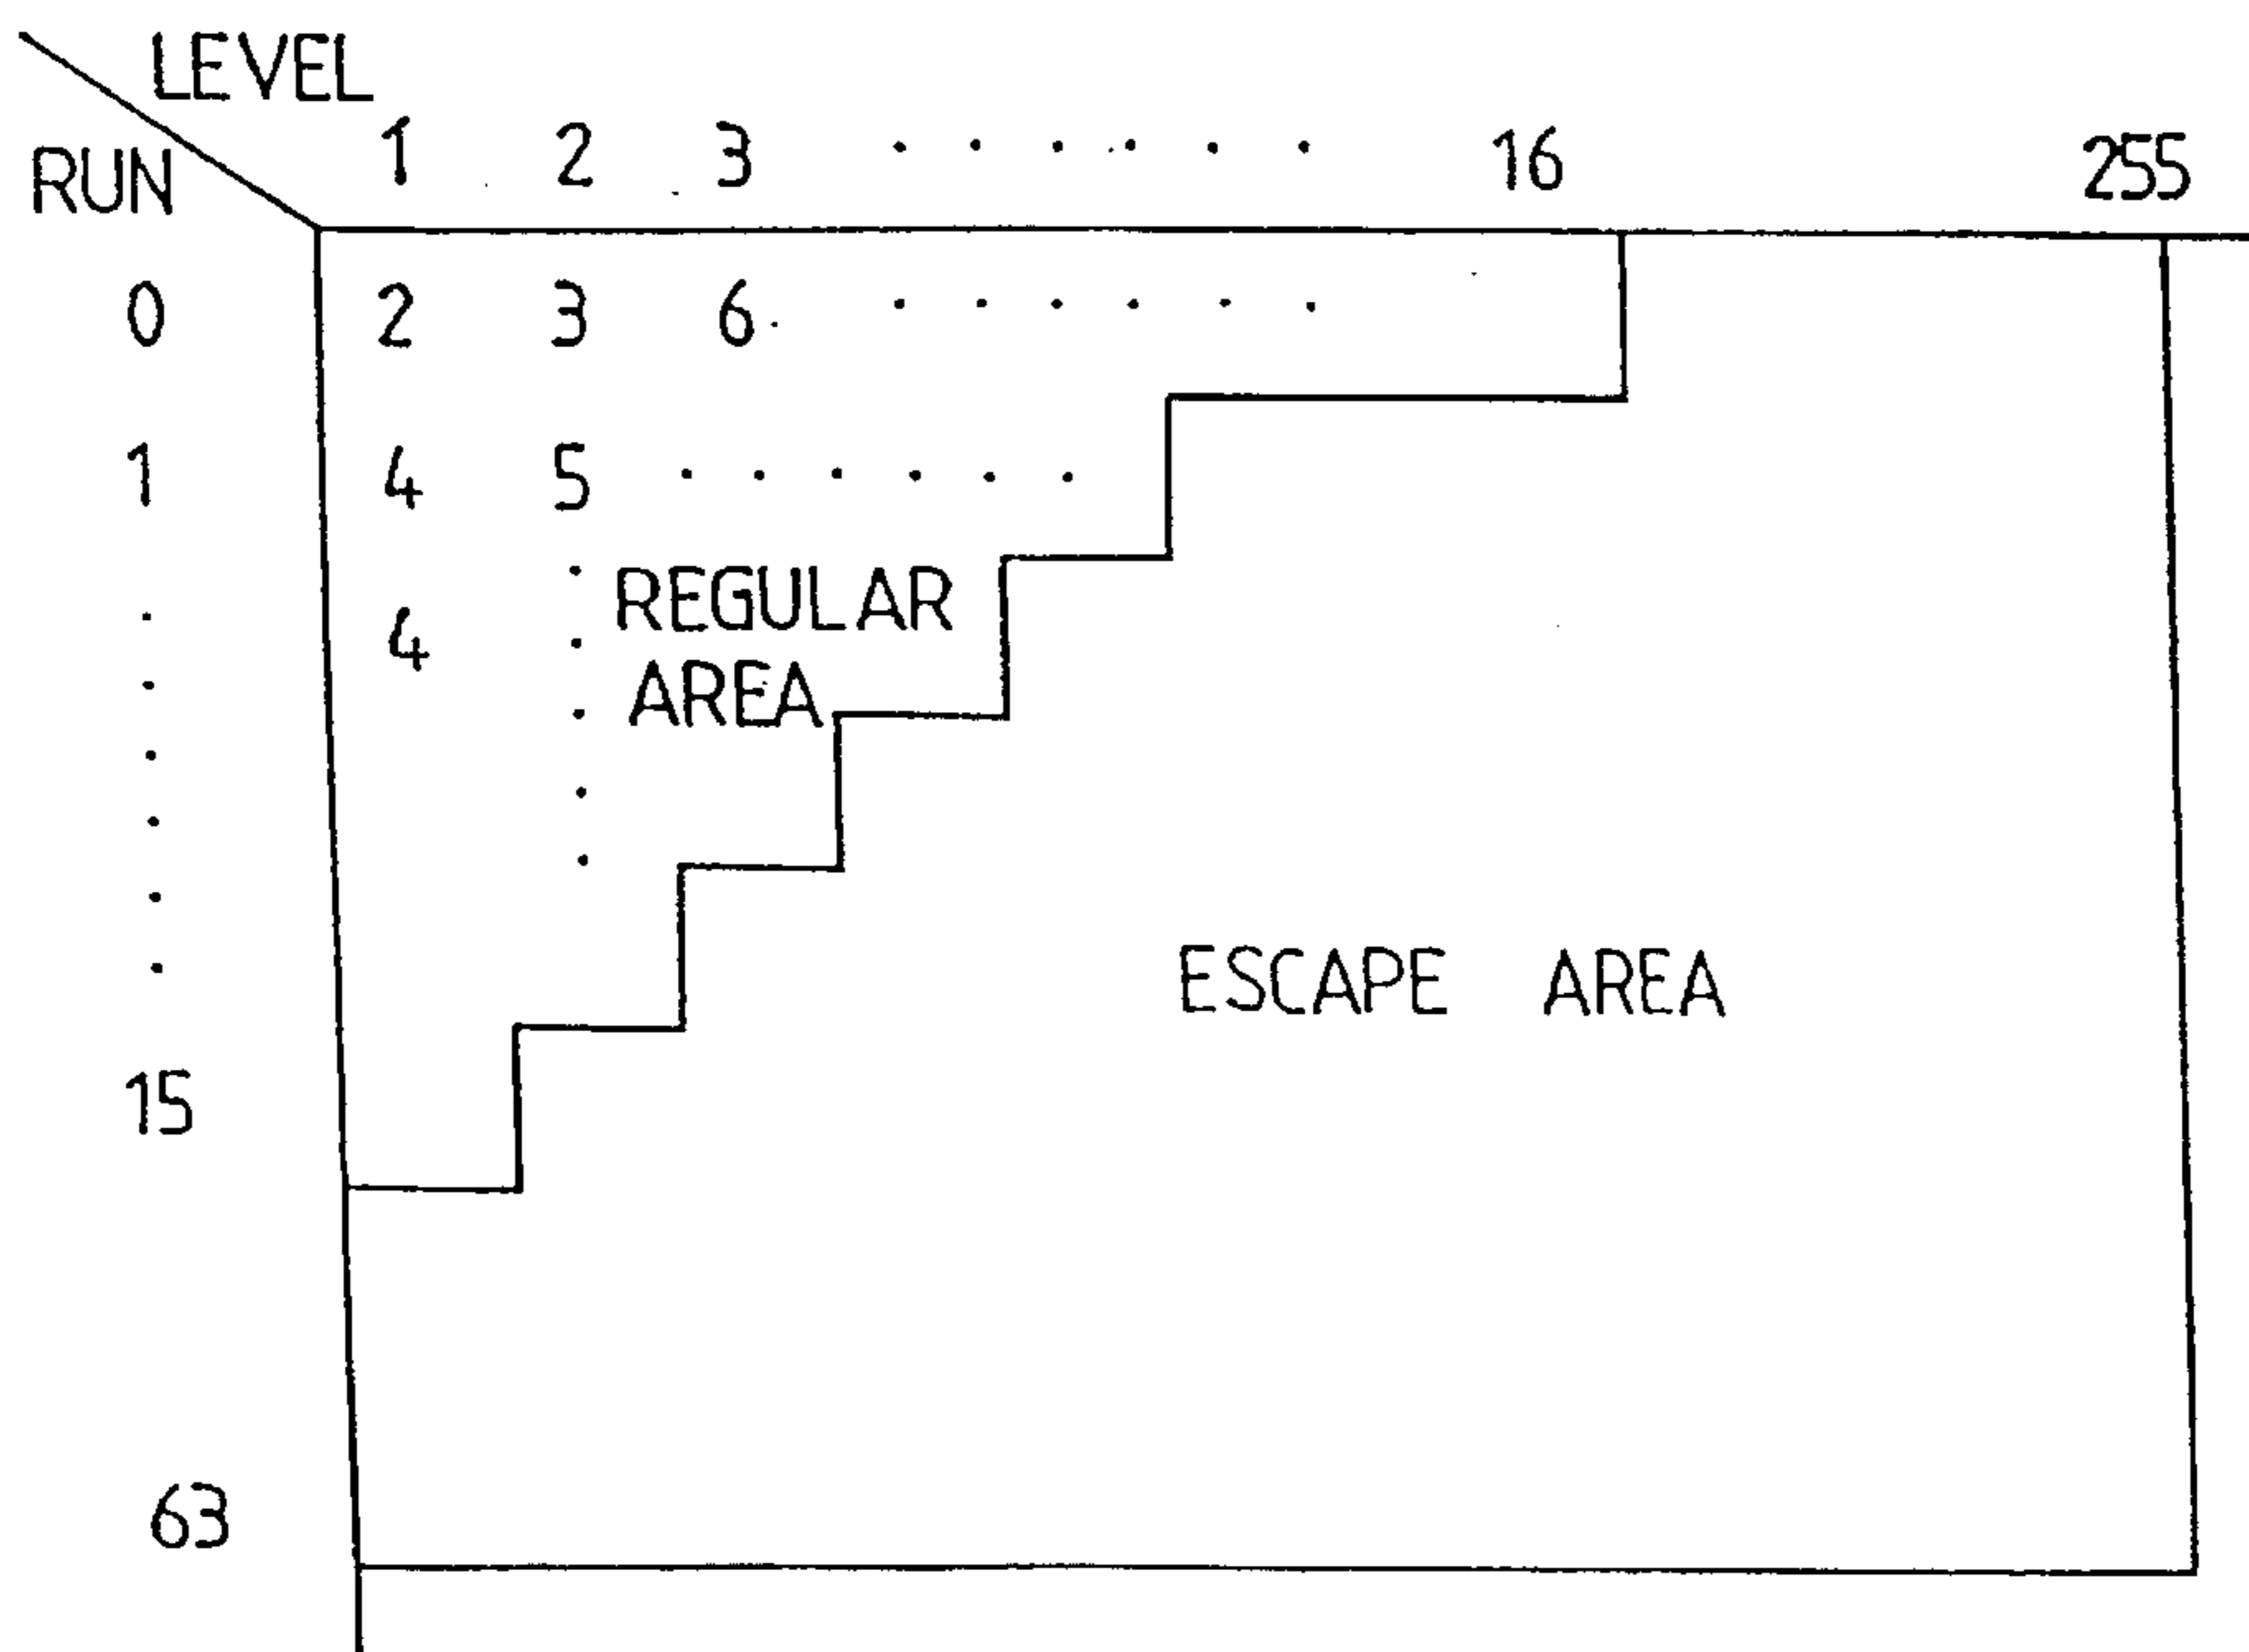 LEVEL
RUN 1 2 3 . . . . . . 16 255
0 2 3 6 . . . . . .
1 4 5 . . . . . .
4
REGULAR
AREA
ESCAPE AREA
15
63